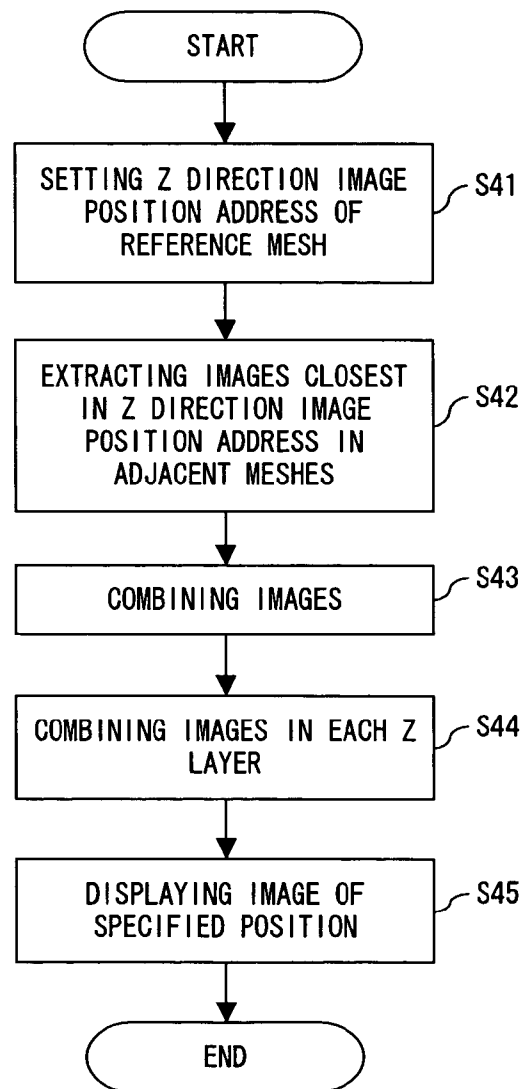 START
SETTING Z DIRECTION IMAGE
POSITION ADDRESS OF
REFERENCE MESH
S41
EXTRACTING IMAGES CLOSEST
IN Z DIRECTION IMAGE
POSITION ADDRESS IN
ADJACENT MESHES
S42
COMBINING IMAGES
S43
COMBINING IMAGES IN EACH Z
LAYER
S44
DISPLAYING IMAGE OF
SPECIFIED POSITION
S45
END